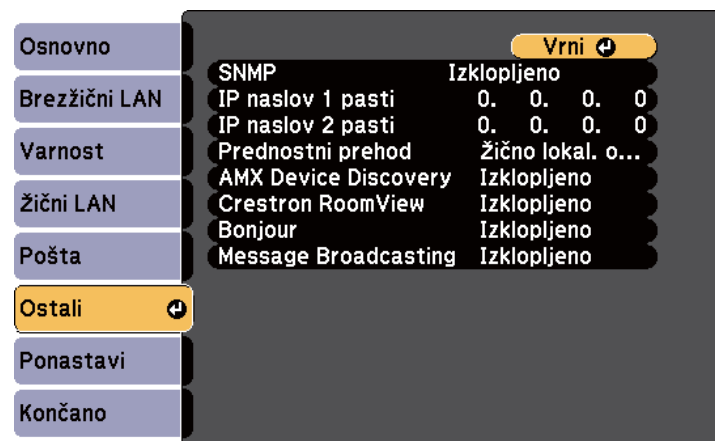 Osnovno
Brezžični LAN
Varnost
Žični LAN
Pošta
Ostali
Ponastavi
Končano
Vrni
SNMP Izklopljeno
IP naslov 1 pasti 0. 0. 0. 0
IP naslov 2 pasti 0. 0. 0. 0
Prednostni prehod Žično lokal. o...
AMX Device Discovery Izklopljeno
Crestron RoomView Izklopljeno
Bonjour Izklopljeno
Message Broadcasting Izklopljeno